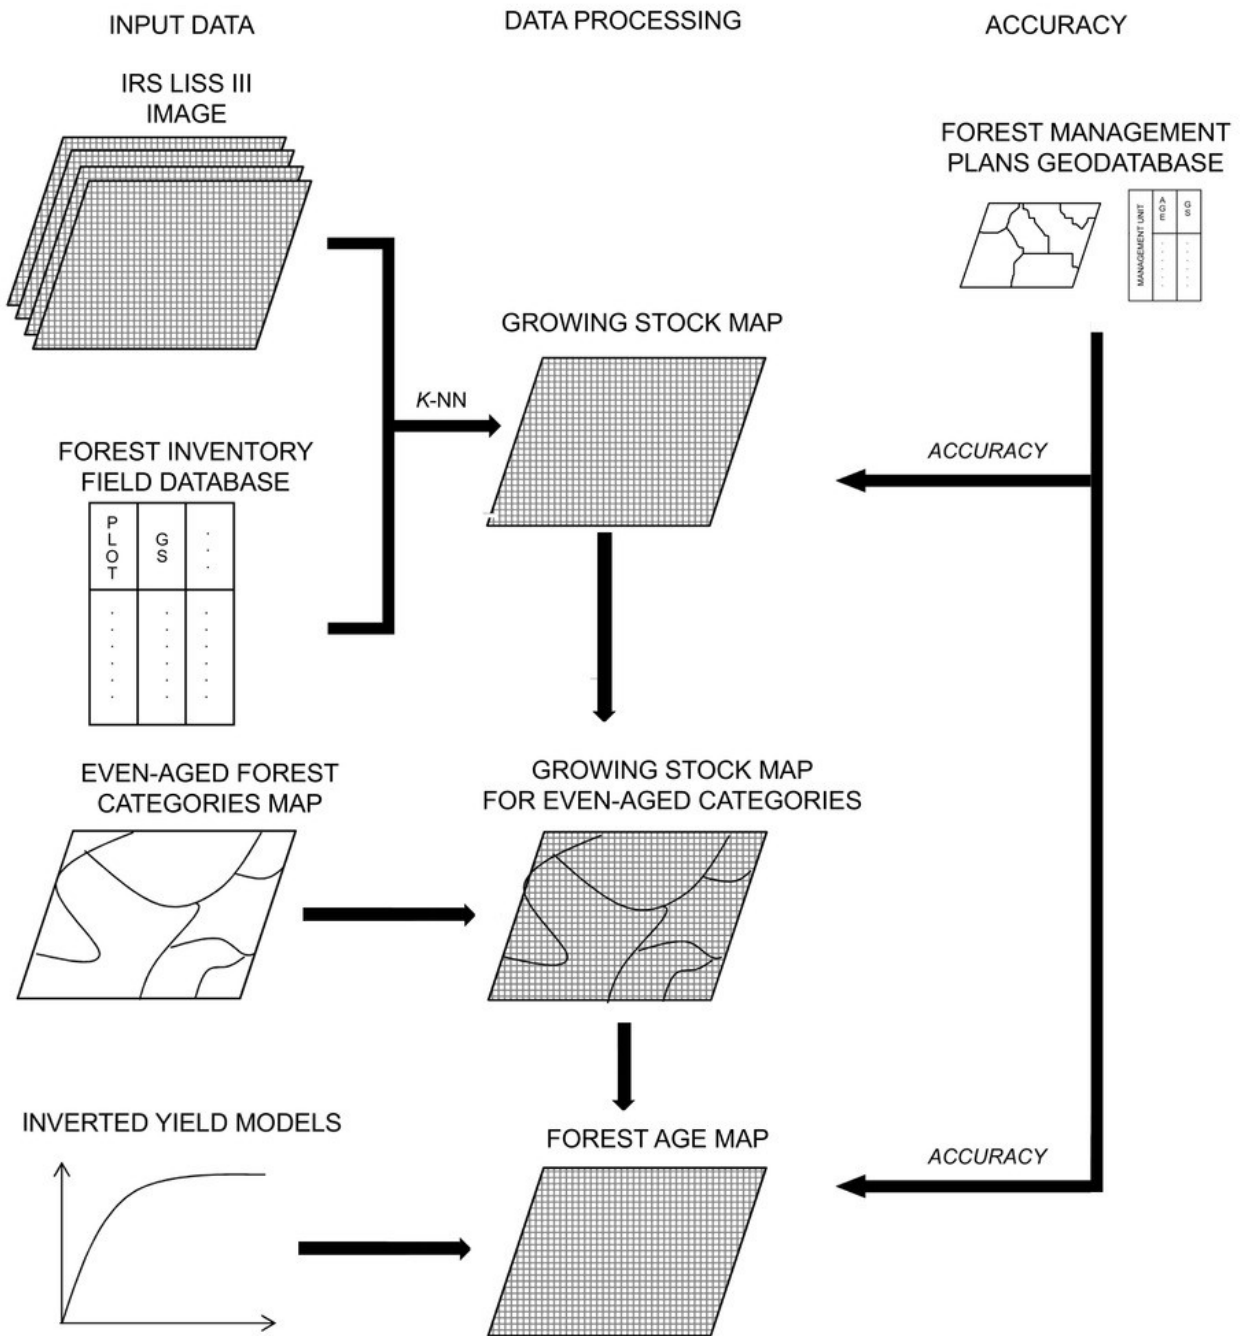 INPUT DATA
DATA PROCESSING
ACCURACY
IRS LISS III
IMAGE
FOREST MANAGEMENT
PLANS GEODATABASE
MANAGEMENT UNIT
AGE
GS
GROWING STOCK MAP
K-NN
ACCURACY
FOREST INVENTORY
FIELD DATABASE
PLOT
GS
EVEN-AGED FOREST
CATEGORIES MAP
GROWING STOCK MAP
FOR EVEN-AGED CATEGORIES
INVERTED YIELD MODELS
FOREST AGE MAP
ACCURACY